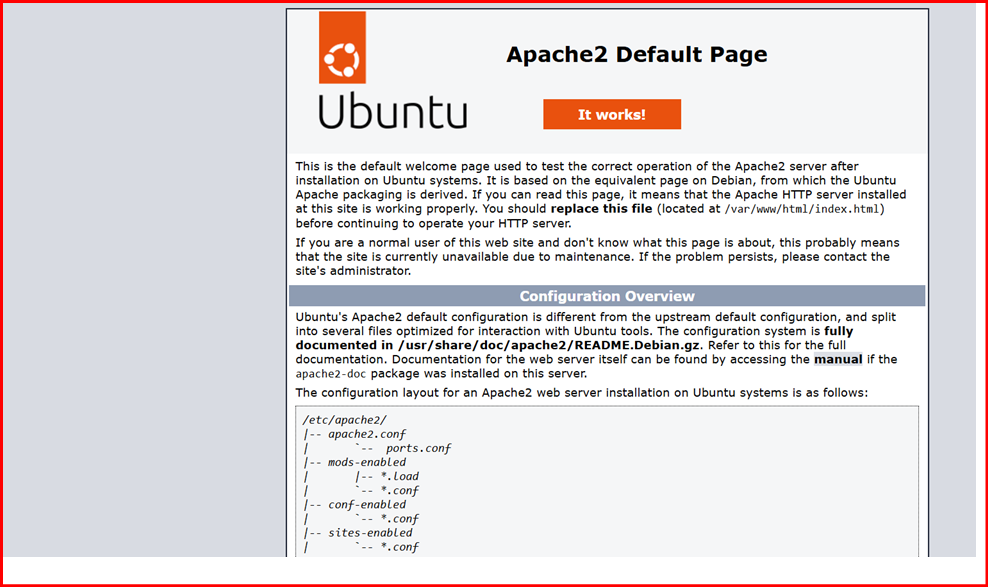 Apache2 Default Page
Ubuntu
It works!
This is the default welcome page used to test the correct operation of the Apache2 server after
installation on Ubuntu systems. It is based on the equivalent page on Debian, from which the Ubuntu
Apache packaging is derived. If you can read this page, it means that the Apache HTTP server installed
at this site is working properly. You should replace this file (located at /var/www/html/index.html)
before continuing to operate your HTTP server.
If you are a normal user of this web site and don't know what this page is about, this probably means
that the site is currently unavailable due to maintenance. If the problem persists, please contact the
site's administrator.
Configuration Overview
Ubuntu's Apache2 default configuration is different from the upstream default configuration, and split
into several files optimized for interaction with Ubuntu tools. The configuration system is fully
documented in /usr/share/doc/apache2/README.Debian.gz. Refer to this for the full
documentation. Documentation for the web server itself can be found by accessing the manual if the
apache2-doc package was installed on this server.
The configuration layout for an Apache2 web server installation on Ubuntu systems is as follows:
/etc/apache2/
|-- apache2.conf
|       `--  ports.conf
|-- mods-enabled
|       |-- *.load
|       `-- *.conf
|-- conf-enabled
|       `-- *.conf
|-- sites-enabled
|       `-- *.conf